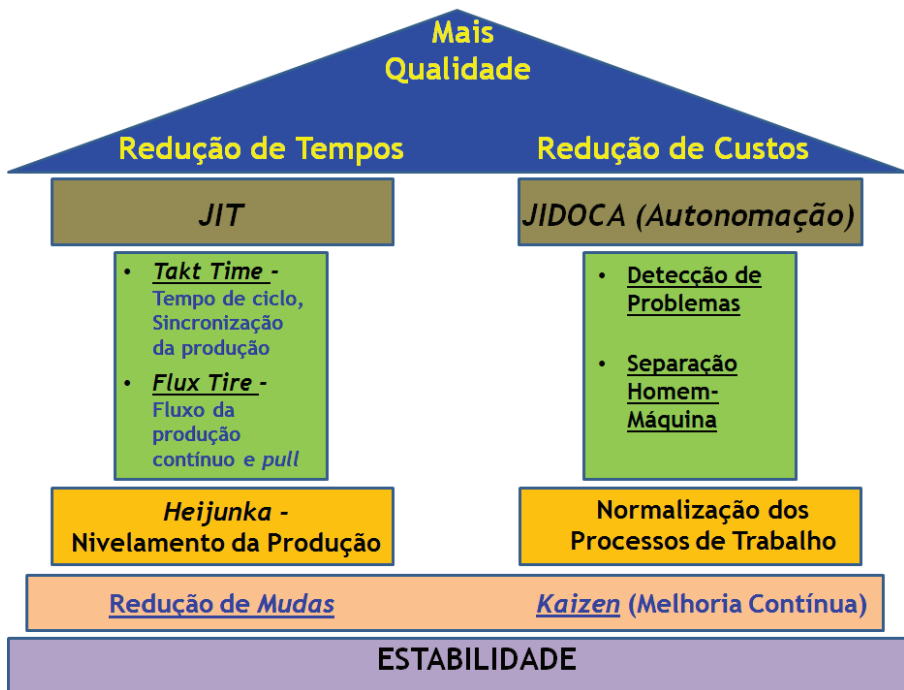 Mais
Qualidade
Redução de Tempos
Redução de Custos
JIT
• Takt Time -
Tempo de ciclo,
Sincronização
da produção
• Flux Tire -
Fluxo da
produção
contínuo e pull
Heijunka -
Nivelamento da Produção
JIDOCA (Autonomação)
• Detecção de
Problemas
• Separação
Homem-
Máquina
Normalização dos
Processos de Trabalho
Redução de Mudas
Kaizen (Melhoria Contínua)
ESTABILIDADE